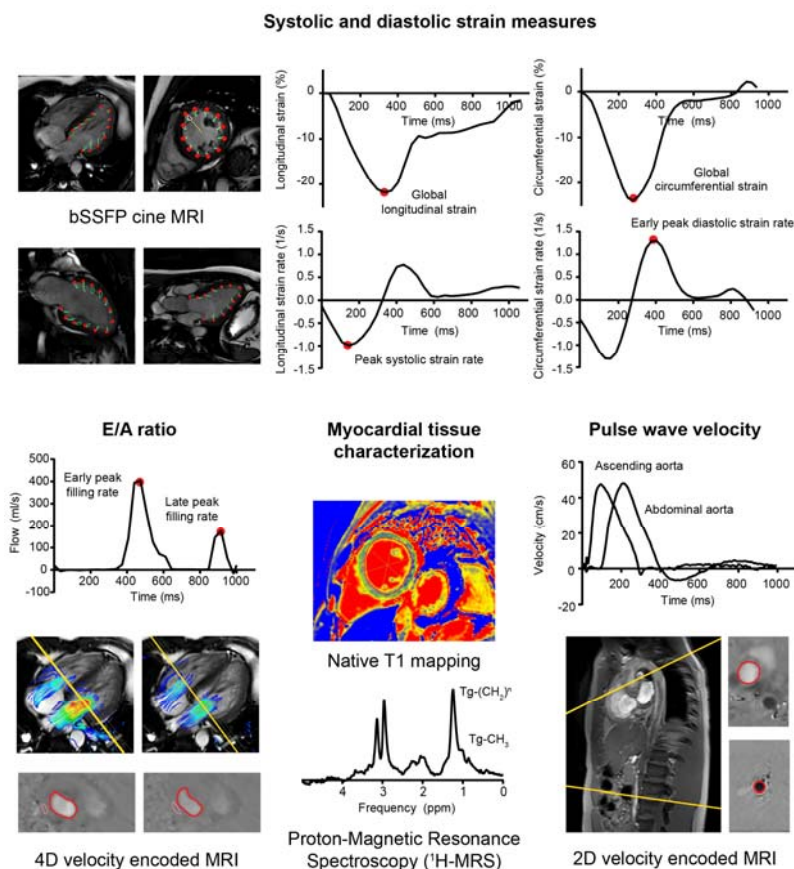 Systolic and diastolic strain measures
bSSFP cine MRI
Longitudinal strain (%)
0
-10
-20
200 400 600 800 1000
Time (ms)
Global
longitudinal strain
Circumferential strain (%)
0
-10
-20
200 400 600 800 1000
Time (ms)
Global
circumferential strain
Longitudinal strain rate (1/s)
1.5
1.0
0.5
0.0
-0.5
-1.0
-1.5
200 400 600 800 1000
Time (ms)
Peak systolic strain rate
Circumferential strain rate (1/s)
1.5
1.0
0.5
0.0
-0.5
-1.0
-1.5
Early peak diastolic strain rate
200 400 600 800 1000
Time (ms)
E/A ratio
Flow (ml/s)
500
400
300
200
100
0
-100
Early peak
filling rate
Late peak
filling rate
200 400 600 800 1000
Time (ms)
4D velocity encoded MRI
Myocardial tissue
characterization
Native T1 mapping
Tg-(CH2)n
Tg-CH3
4 3 2 1 0
Frequency (ppm)
Proton-Magnetic Resonance
Spectroscopy (¹H-MRS)
Pulse wave velocity
Velocity (cm/s)
60
40
20
0
-20
Ascending aorta
Abdominal aorta
200 400 600 800 1000
Time (ms)
2D velocity encoded MRI